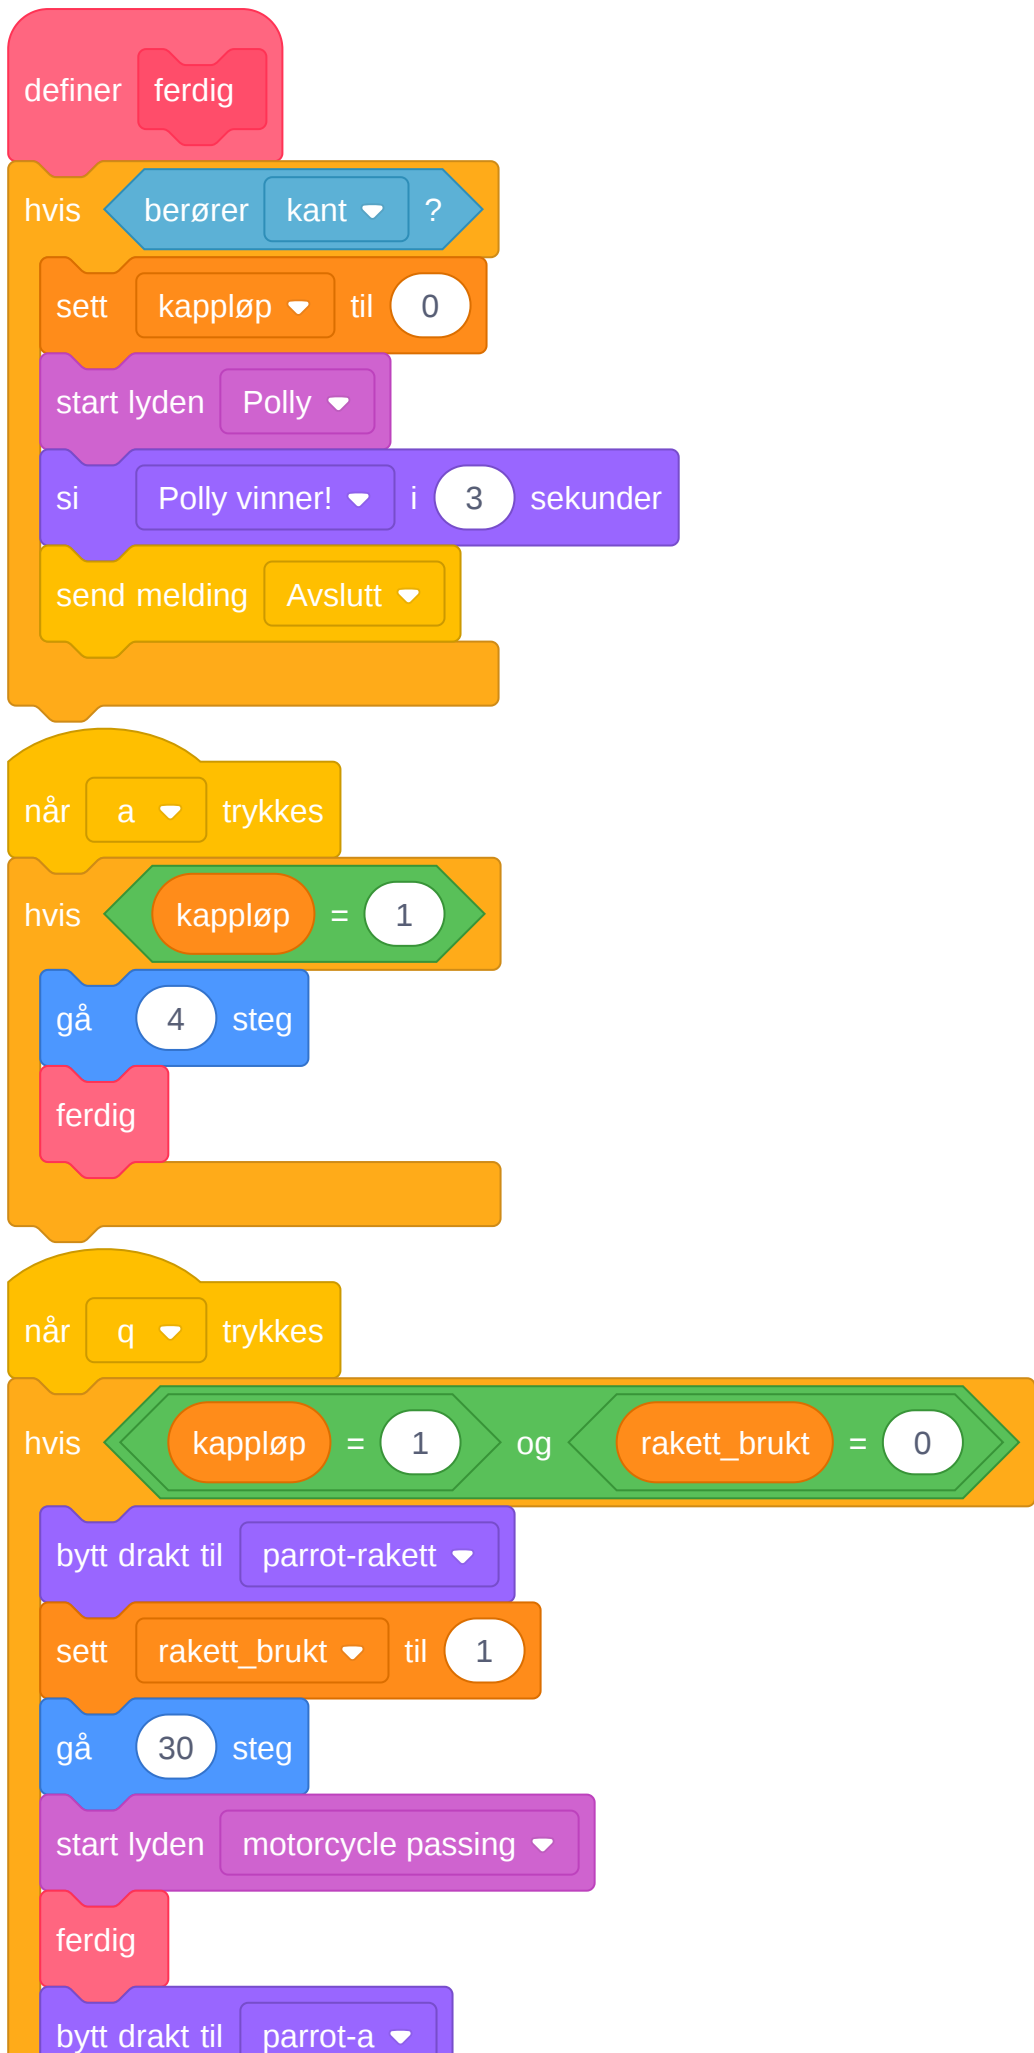 definer ferdig
hvis berører kant ?
sett kappløp til 0
start lyden Polly
si Polly vinner! i 3 sekunder
send melding Avslutt
når a trykkes
hvis kappløp = 1
gå 4 steg
ferdig
når q trykkes
hvis kappløp = 1 og rakett_brukt = 0
bytt drakt til parrot-rakett
sett rakett_brukt til 1
gå 30 steg
start lyden motorcycle passing
ferdig
bytt drakt til parrot-a